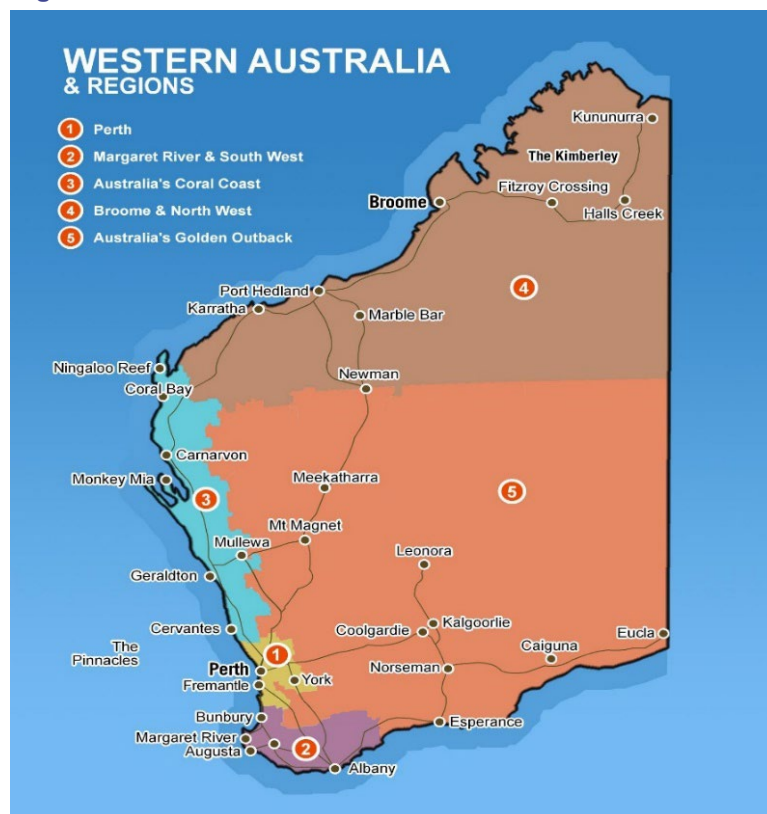 WESTERN AUSTRALIA
& REGIONS
1 Perth
2 Margaret River & South West
3 Australia's Coral Coast
4 Broome & North West
5 Australia's Golden Outback
Kununurra
The Kimberley
Fitzroy Crossing
Broome
Halls Creek
4
Port Hedland
Karratha
Marble Bar
Ningaloo Reef
Newman
Coral Bay
Carnarvon
Monkey Mia
Meekatharra
5
3
Mt Magnet
Mullewa
Leonora
Geraldton
Cervantes
Kalgoorlie
Coolgardie
Eucla
The
Pinnacles
Caiguna
1
Perth
Norseman
York
Fremantle
Bunbury
Esperance
Margaret River
2
Augusta
Albany